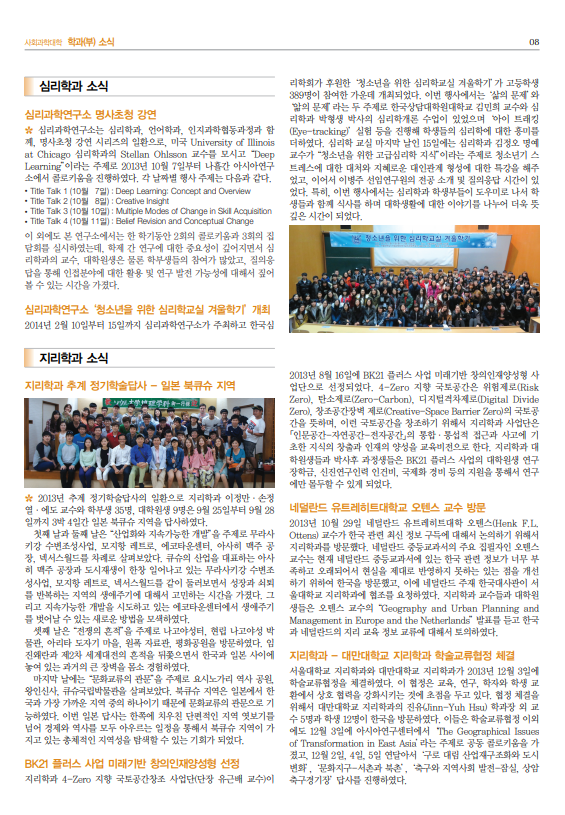 사회과학대학 학과(부) 소식
08
심리학과 소식
심리과학연구소 명사초청 강연
☆ 심리과학연구소는 심리학과, 언어학과, 인지과학협동과정과 함
께, 명사초청 강연 시리즈의 일환으로, 미국 University of Illinois
at Chicago 심리학과의 Stellan Ohlsson 교수를 모시고 “Deep
Learning”이라는 주제로 2013년 10월 7일부터 나흘간 아시아연구
소에서 콜로키움을 진행하였다. 각 날짜별 행사 주제는 다음과 같다.
• Title Talk 1 (10월 7일) : Deep Learning: Concept and Overview
• Title Talk 2 (10월 8일) : Creative Insight
• Title Talk 3 (10월 10일) : Multiple Modes of Change in Skill Acquisition
• Title Talk 4 (10월 11일) : Belief Revision and Conceptual Change
이 외에도 본 연구소에서는 한 학기동안 2회의 콜로키움과 3회의 집
담회를 실시하였는데, 학제 간 연구에 대한 중요성이 깊어지면서 심
리학과의 교수, 대학원생은 물론 학부생들의 참여가 많았고, 질의응
답을 통해 인접분야에 대한 활용 및 연구 발전 가능성에 대해서 짚어
볼 수 있는 시간을 가졌다.
심리과학연구소 ‘청소년을 위한 심리학교실 겨울학기’ 개최
2014년 2월 10일부터 15일까지 심리과학연구소가 주최하고 한국심
리학회가 후원한 ‘청소년을 위한 심리학교실 겨울학기’가 고등학생
389명이 참여한 가운데 개최되었다. 이번 행사에서는 ‘삶의 문제’와
‘앎의 문제’라는 두 주제로 한국상담대학원대학교 김민희 교수와 심리
학과 박형생 박사의 심리학개론 수업이 있었으며 ‘아이 트래킹
(Eye-tracking)’ 실험 등을 진행해 학생들의 심리학에 대한 흥미를
더하였다. 심리학 교실 마지막 날인 15일에는 심리학과 김정오 명예
교수가 “청소년을 위한 고급심리학 지식”이라는 주제로 청소년기 스
트레스에 대한 대처와 지혜로운 대인관계 형성에 대한 특강을 해주
었고, 이어서 이병주 선임연구원의 전공 소개 및 질의응답 시간이 있
었다. 특히, 이번 행사에서는 심리학과 학생부들이 도우미로 나서 학
생들과 함께 식사를 하며 대학생활에 대한 이야기를 나누어 더욱 뜻
깊은 시간이 되었다.
청소년을 위한 심리학교실 겨울학기
지리학과 소식
지리학과 추계 정기학술답사 – 일본 북큐슈 지역
☆ 2013년 추계 정기학술답사의 일환으로 지리학과 이정만·손정
렬·에도 교수와 학부생 35명, 대학원생 9명은 9월 25일부터 9월 28
일까지 3박 4일간 일본 북큐슈 지역을 답사하였다.
첫째 날과 둘째 날은 “산업화와 지속가능한 개발”을 주제로 무라사
키강 수변조성사업, 모지항 레트로, 에코타운센터, 아사히 맥주 공
장, 넥서스월드를 차례로 살펴보았다. 큐슈의 산업을 대표하는 아사
히 맥주 공장과 도시재생이 한창 일어나고 있는 무라사키강 수변조
성사업, 모지항 레트로, 넥서스월드를 같이 둘러보면서 성장과 쇠퇴
를 반복하는 지역의 생애주기에 대해서 고민하는 시간을 가졌다. 그
리고 지속가능한 개발을 시도하고 있는 에코타운센터에서 생애주기
를 벗어날 수 있는 새로운 방법을 모색하였다.
셋째 날은 “전쟁의 흔적”을 주제로 나고야성터, 현립 나고야성 박
물관, 아리타 도자기 마을, 원폭 자료관, 평화공원을 방문하였다. 임
진왜란과 제2차 세계대전의 흔적을 뒤쫓으면서 한국과 일본 사이에
놓여 있는 과거의 큰 장벽을 몸소 경험하였다.
마지막 날에는 “문화교류의 관문”을 주제로 요시노가리 역사 공원,
왕인신사, 큐슈국립박물관을 살펴보았다. 북큐슈 지역은 일본에서 한
국과 가장 가까운 지역 중의 하나이기 때문에 문화교류의 관문으로 기
능하였다. 이번 일본 답사는 한쪽에 치우친 단편적인 지역 엿보기를
넘어 경제와 역사를 모두 아우르는 일정을 통해서 북큐슈 지역이 가
지고 있는 총체적인 지역성을 탐색할 수 있는 기회가 되었다.
BK21 플러스 사업 미래기반 창의인재양성형 선정
지리학과 4-Zero 지향 국토공간창조 사업단(단장 유근배 교수)이
2013년 8월 16일에 BK21 플러스 사업 미래기반 창의인재양성형 사
업단으로 선정되었다. 4-Zero 지향 국토공간은 위험제로(Risk
Zero), 탄소제로(Zero-Carbon), 디지털격차제로(Digital Divide
Zero), 창조공간장벽 제로(Creative-Space Barrier Zero)의 국토공
간을 뜻하며, 이런 국토공간을 창조하기 위해서 지리학과 사업단은
「인문공간-자연공간-전자공간」의 통합·통섭적 접근과 사고에 기
초한 지식의 창출과 인재의 양성을 교육비전으로 한다. 지리학과 대
학원생들과 박사후 과정생들은 BK21 플러스 사업의 대학원생 연구
장학금, 신진연구인력 인건비, 국제화 경비 등의 지원을 통해서 연구
에만 몰두할 수 있게 되었다.
네덜란드 유트레히트대학교 오텐스 교수 방문
2013년 10월 29일 네덜란드 유트레히트대학 오텐스(Henk F.L.
Ottens) 교수가 한국 관련 최신 정보 구득에 대해서 논의하기 위해서
지리학과를 방문했다. 네덜란드 중등교과서의 주요 집필자인 오텐스
교수는 현재 네덜란드 중등교과서에 있는 한국 관련 정보가 너무 부
족하고 오래되어서 현실을 제대로 반영하지 못하는 있는 점을 개선
하기 위하여 한국을 방문했고, 이에 네덜란드 주재 한국대사관이 서
울대학교 지리학과에 협조를 요청하였다. 지리학과 교수들과 대학원
생들은 오텐스 교수의 “Geography and Urban Planning and
Management in Europe and the Netherlands” 발표를 듣고 한국
과 네덜란드의 지리 교육 정보 교류에 대해서 토의하였다.
지리학과 – 대만대학교 지리학과 학술교류협정 체결
서울대학교 지리학과와 대만대학교 지리학과가 2013년 12월 3일에
학술교류협정을 체결하였다. 이 협정은 교육, 연구, 학자와 학생 교
환에서 상호 협력을 강화시키는 것에 초점을 두고 있다. 협정 체결을
위해서 대만대학교 지리학과의 진유(Jinn-Yuh Hsu) 학과장 외 교
수 5명과 학생 12명이 한국을 방문하였다. 이들은 학술교류협정 이외
에도 12월 3일에 아시아연구센터에서 ‘The Geographical Issues
of Transformation in East Asia’라는 주제로 공동 콜로키움을 가
졌고, 12월 2일, 4일, 5일 연달아서 ‘구로 대림 산업재구조화와 도시
변화’, ‘문화지구-서촌과 북촌’, ‘축구와 지역사회 발전-잠실, 상암
축구경기장’ 답사를 진행하였다.